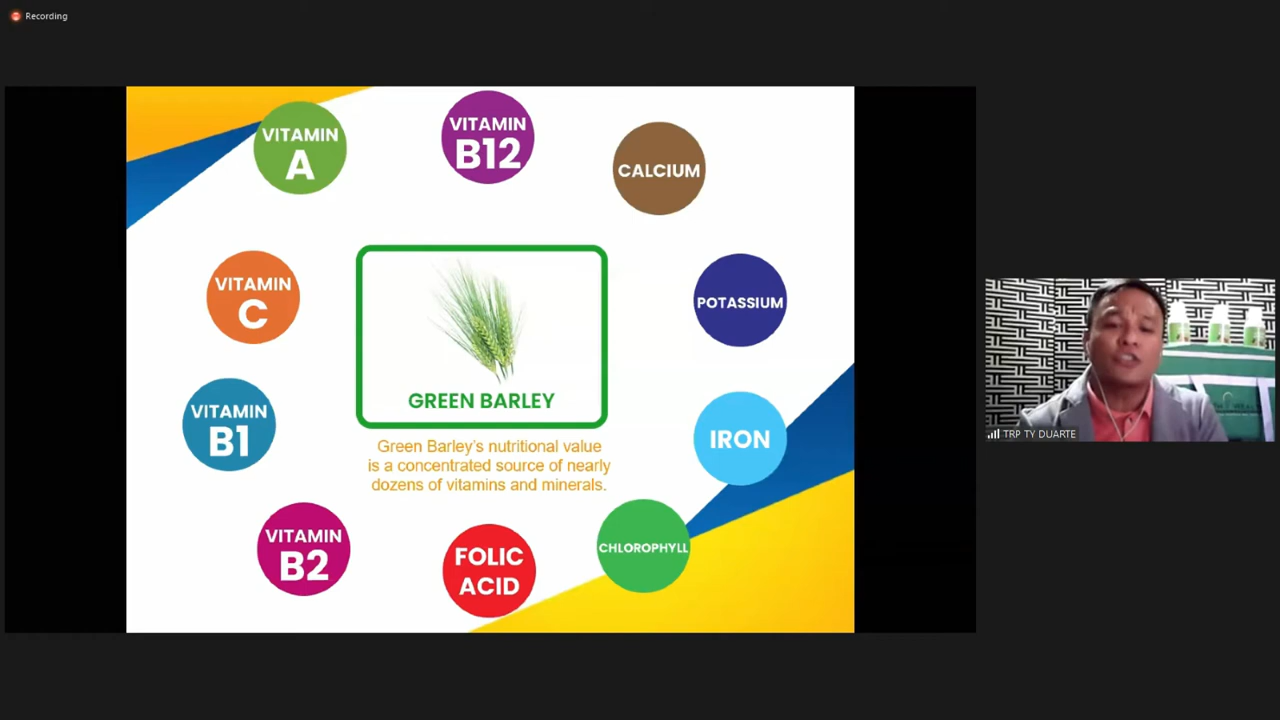 Recording
VITAMIN
A
VITAMIN
B12
CALCIUM
VITAMIN
C
POTASSIUM
GREEN BARLEY
VITAMIN
B1
IRON
Green Barley's nutritional value
is a concentrated source of nearly
dozens of vitamins and minerals.
VITAMIN
B2
FOLIC
ACID
CHLOROPHYLL
TRP TY DUARTE